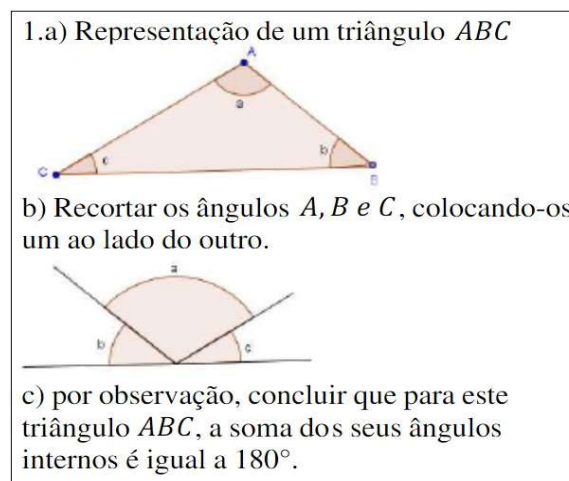 1.a) Representação de um triângulo ABC
A
a
C
c
b
B
b) Recortar os ângulos A, B e C, colocando-os
um ao lado do outro.
a
b
c
c) por observação, concluir que para este
triângulo ABC, a soma dos seus ângulos
internos é igual a 180°.